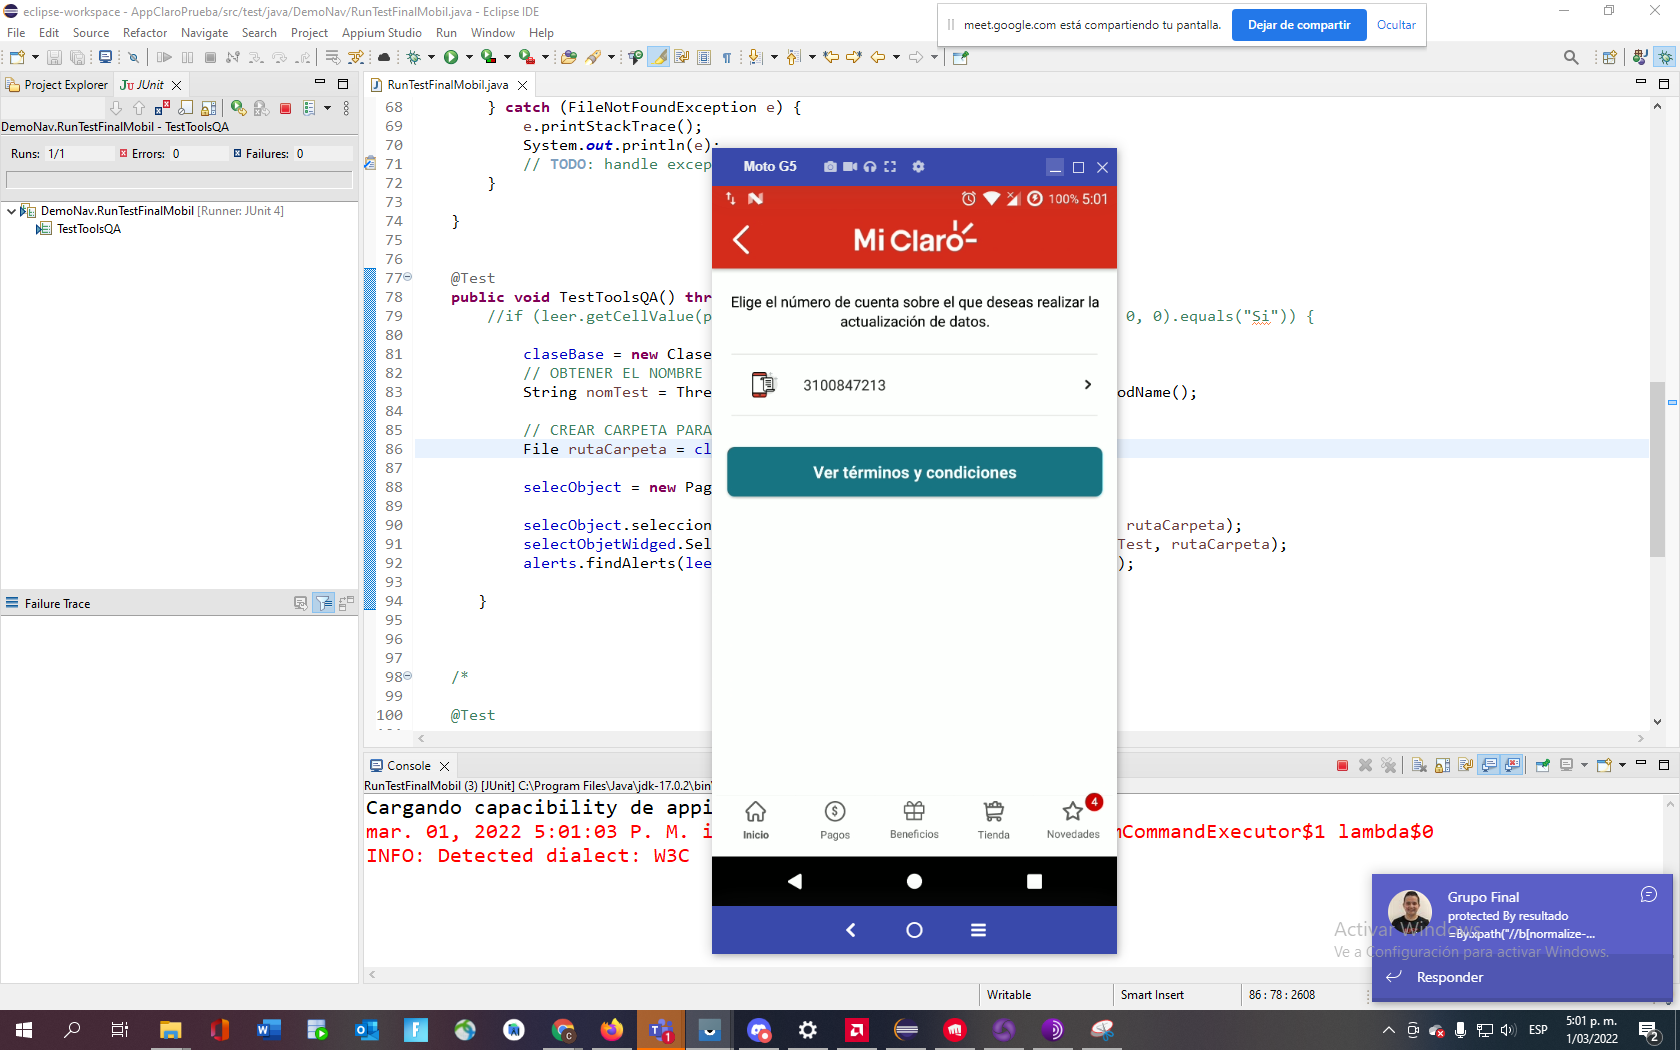 eclipse-workspace - AppClaroPrueba/src/test/java/DemoNav/RunTestFinalMobil.java - Eclipse IDE
meet.google.com está compartiendo tu pantalla.
Dejar de compartir
Ocultar
File Edit Source Refactor Navigate Search Project Appium Studio Run Window Help
Project Explorer
JUnit
RunTestFinalMobil.java
DemoNav.RunTestFinalMobil - TestToolsQA
Runs: 1/1 Errors: 0 Failures: 0
DemoNav.RunTestFinalMobil [Runner: JUnit 4]
TestToolsQA
Failure Trace
68 } catch (FileNotFoundException e) {
69 e.printStackTrace();
70 System.out.println(e);
71 // TODO: handle excep
72 }
73
74 }
75
76
77 @Test
78 public void TestToolsQA() thr
79 //if (leer.getCellValue(p 0, 0).equals("Si")) {
80
81 claseBase = new Clase
82 // OBTENER EL NOMBRE
83 String nomTest = Thre odName();
84
85 // CREAR CARPETA PARA
86 File rutaCarpeta = cl
87
88 selecObject = new Pag
89
90 selecObject.seleccion rutaCarpeta);
91 selectObjetWidged.Sel Test, rutaCarpeta);
92 alerts.findAlerts(lee );
93
94 }
95
96
97
98 /*
99
100 @Test
Moto G5
100% 5:01
Mi Claro
Elige el número de cuenta sobre el que deseas realizar la
actualización de datos.
3100847213
Ver términos y condiciones
4
Inicio
Pagos
Beneficios
Tienda
Novedades
Console
RunTestFinalMobil (3) [JUnit] C:\Program Files\Java\jdk-17.0.2\bin\
Cargando capacibility de appi
mar. 01, 2022 5:01:03 P. M. i mCommandExecutor$1 lambda$0
INFO: Detected dialect: W3C
Grupo Final
protected By resultado
=By.xpath("//b[normalize-...
Responder
Activar Windows
Ve a Configuración para activar Windows.
Writable
Smart Insert
86 : 78 : 2608
ESP
5:01 p. m.
1/03/2022
1
2